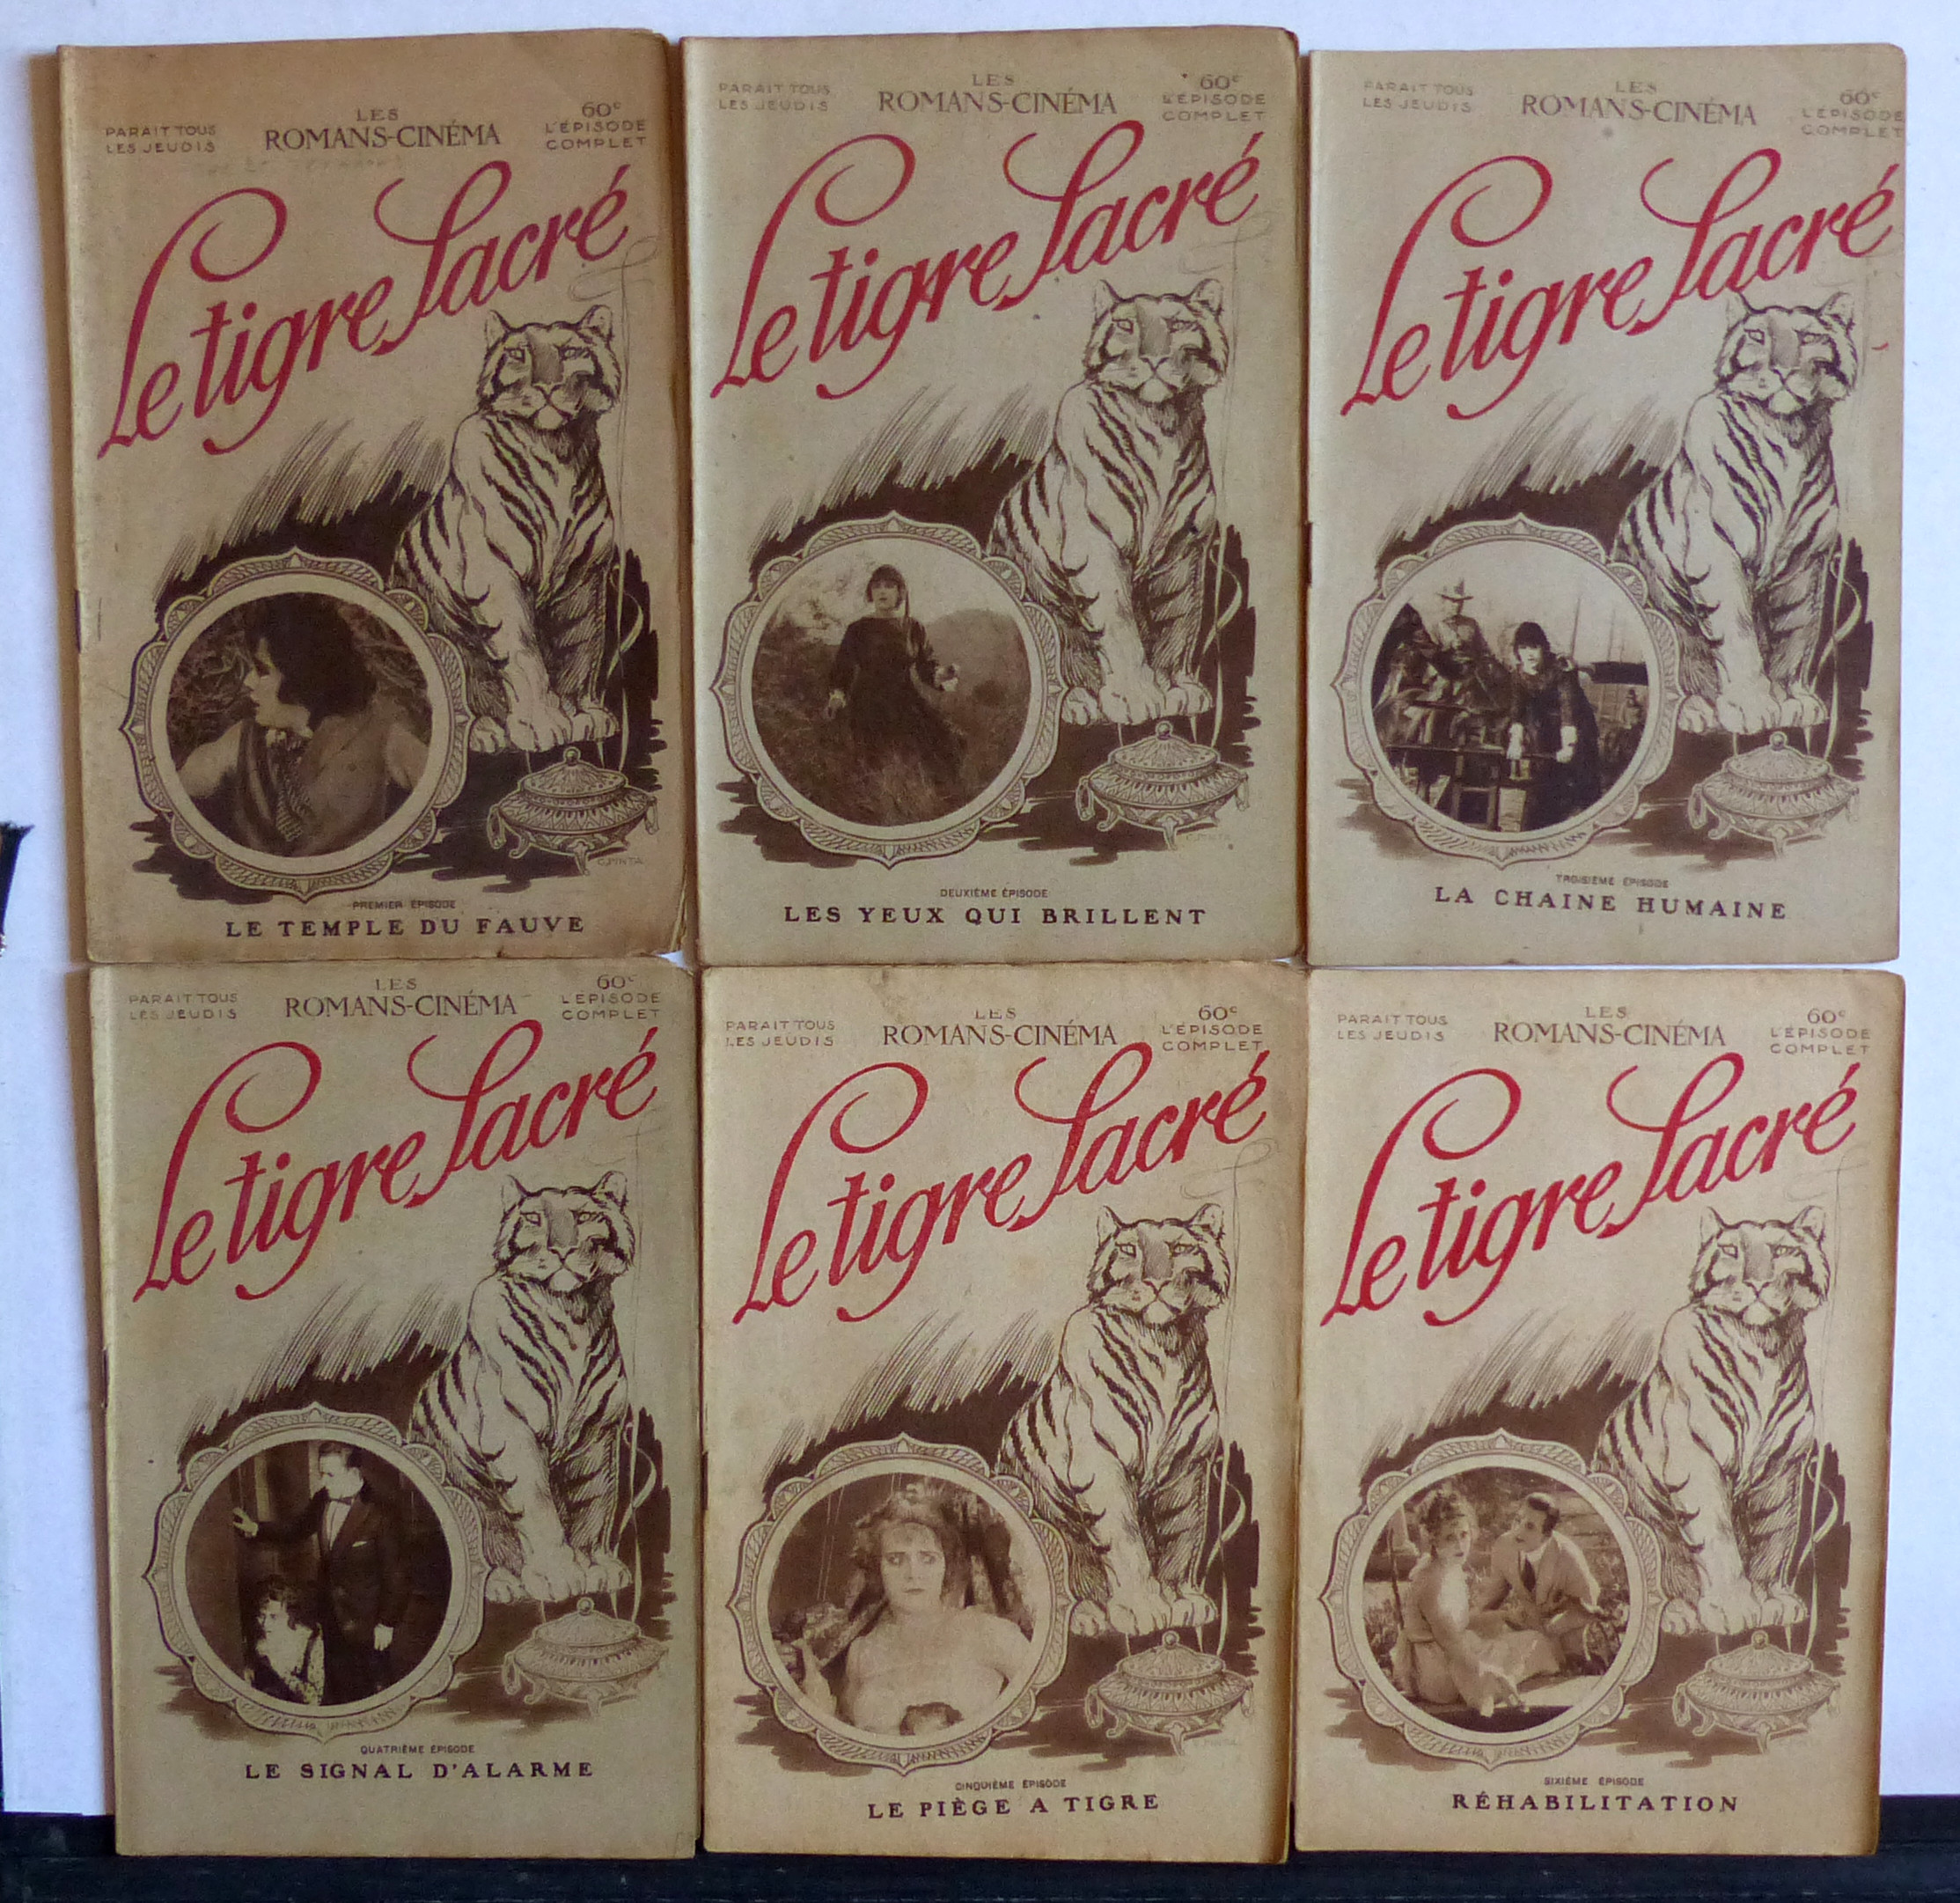 PARAIT TOUS
LES JEUDIS
LES
ROMANS-CINÉMA
60c
L'ÉPISODE
COMPLET
Le tigre Sacré
C.PINTA
PREMIER ÉPISODE
LE TEMPLE DU FAUVE
PARAIT TOUS
LES JEUDIS
LES
ROMANS-CINÉMA
60c
L'ÉPISODE
COMPLET
Le tigre Sacré
C.PINTA
DEUXIÈME ÉPISODE
LES YEUX QUI BRILLENT
PARAIT TOUS
LES JEUDIS
LES
ROMANS-CINÉMA
60c
L'ÉPISODE
COMPLET
Le tigre Sacré
TROISIÈME ÉPISODE
LA CHAINE HUMAINE
PARAIT TOUS
LES JEUDIS
LES
ROMANS-CINÉMA
60c
L'ÉPISODE
COMPLET
Le tigre Sacré
QUATRIÈME ÉPISODE
LE SIGNAL D'ALARME
PARAIT TOUS
LES JEUDIS
LES
ROMANS-CINÉMA
60c
L'ÉPISODE
COMPLET
Le tigre Sacré
CINQUIÈME ÉPISODE
LE PIÈGE A TIGRE
PARAIT TOUS
LES JEUDIS
LES
ROMANS-CINÉMA
60c
L'ÉPISODE
COMPLET
Le tigre Sacré
SIXIÈME ÉPISODE
RÉHABILITATION